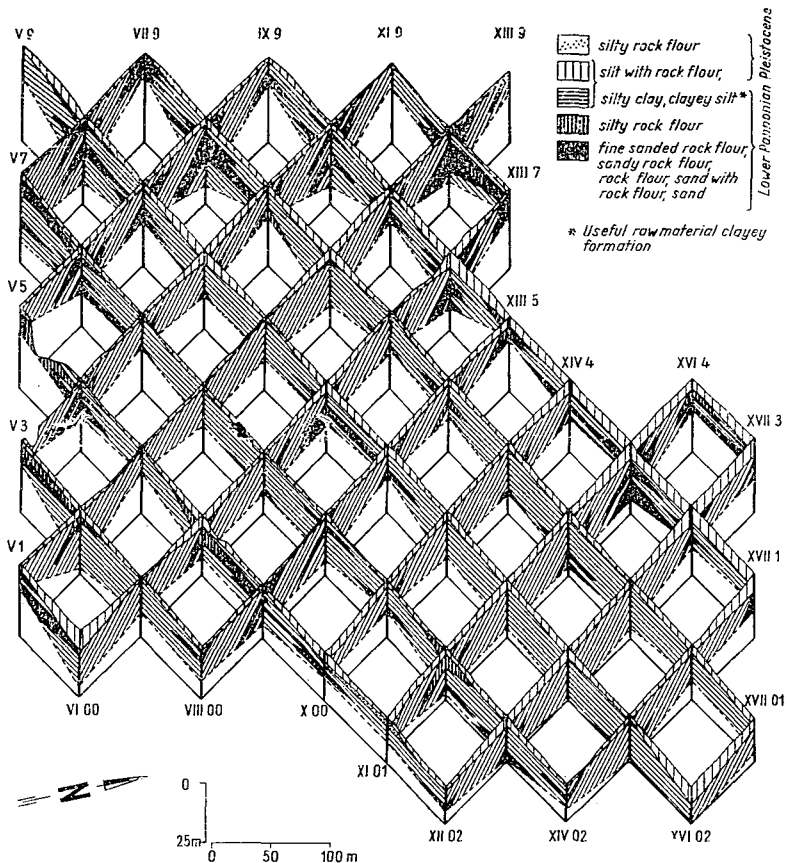 V 9 VII 9 IX 9 XI 9 XIII 9
silty rock flour
silt with rock flour,
silty clay, clayey silt*
silty rock flour
fine sanded rock flour,
sandy rock flour,
rock flour, sand with
rock flour, sand
Pleistocene
Lower Pannonian
* Useful raw material clayey
formation
V7 XIII 7
V5 XIII 5
XIV 4 XVI 4
V3 XVII 3
V1 XVII 1
VI 00 VIII 00 X 00 XVII 01
XI 01
XII 02 XIV 02 XVI 02
N
0
25m
0 50 100 m